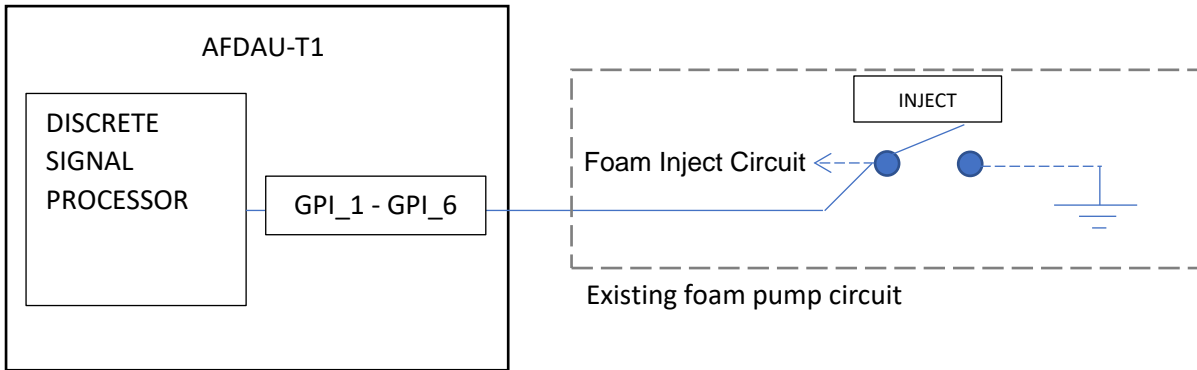 AFDAU-T1
DISCRETE
SIGNAL
PROCESSOR
GPI_1 - GPI_6
INJECT
Foam Inject Circuit
Existing foam pump circuit